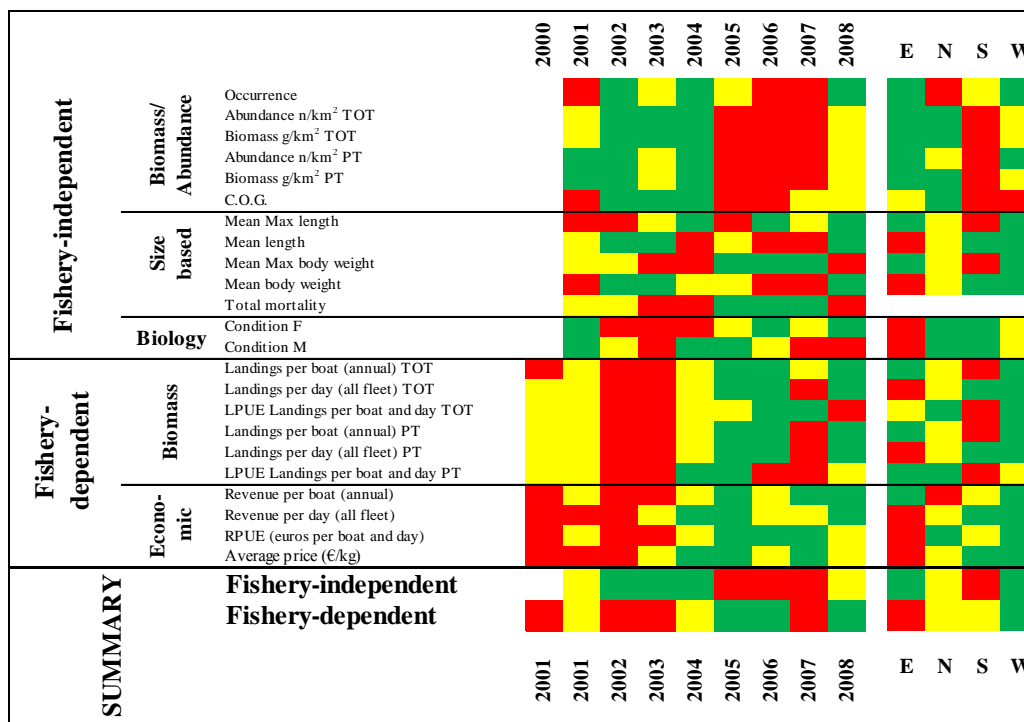 2000 2001 2002 2003 2004 2005 2006 2007 2008 E N S W
Fishery-independent
Biomass/
Abundance
Occurrence
Abundance n/km² TOT
Biomass g/km² TOT
Abundance n/km² PT
Biomass g/km² PT
C.O.G.
Size
based
Mean Max length
Mean length
Mean Max body weight
Mean body weight
Total mortality
Biology
Condition F
Condition M
Fishery-
dependent
Biomass
Landings per boat (annual) TOT
Landings per day (all fleet) TOT
LPUE Landings per boat and day TOT
Landings per boat (annual) PT
Landings per day (all fleet) PT
LPUE Landings per boat and day PT
Econo-
mic
Revenue per boat (annual)
Revenue per day (all fleet)
RPUE (euros per boat and day)
Average price (€/kg)
SUMMARY
Fishery-independent
Fishery-dependent
2001 2001 2002 2003 2004 2005 2006 2007 2008 E N S W